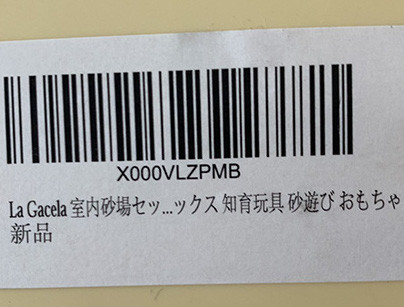 X000VLZPMB
La Gacela 室内砂場セッ...ックス 知育玩具 砂遊び おもちゃ
新品